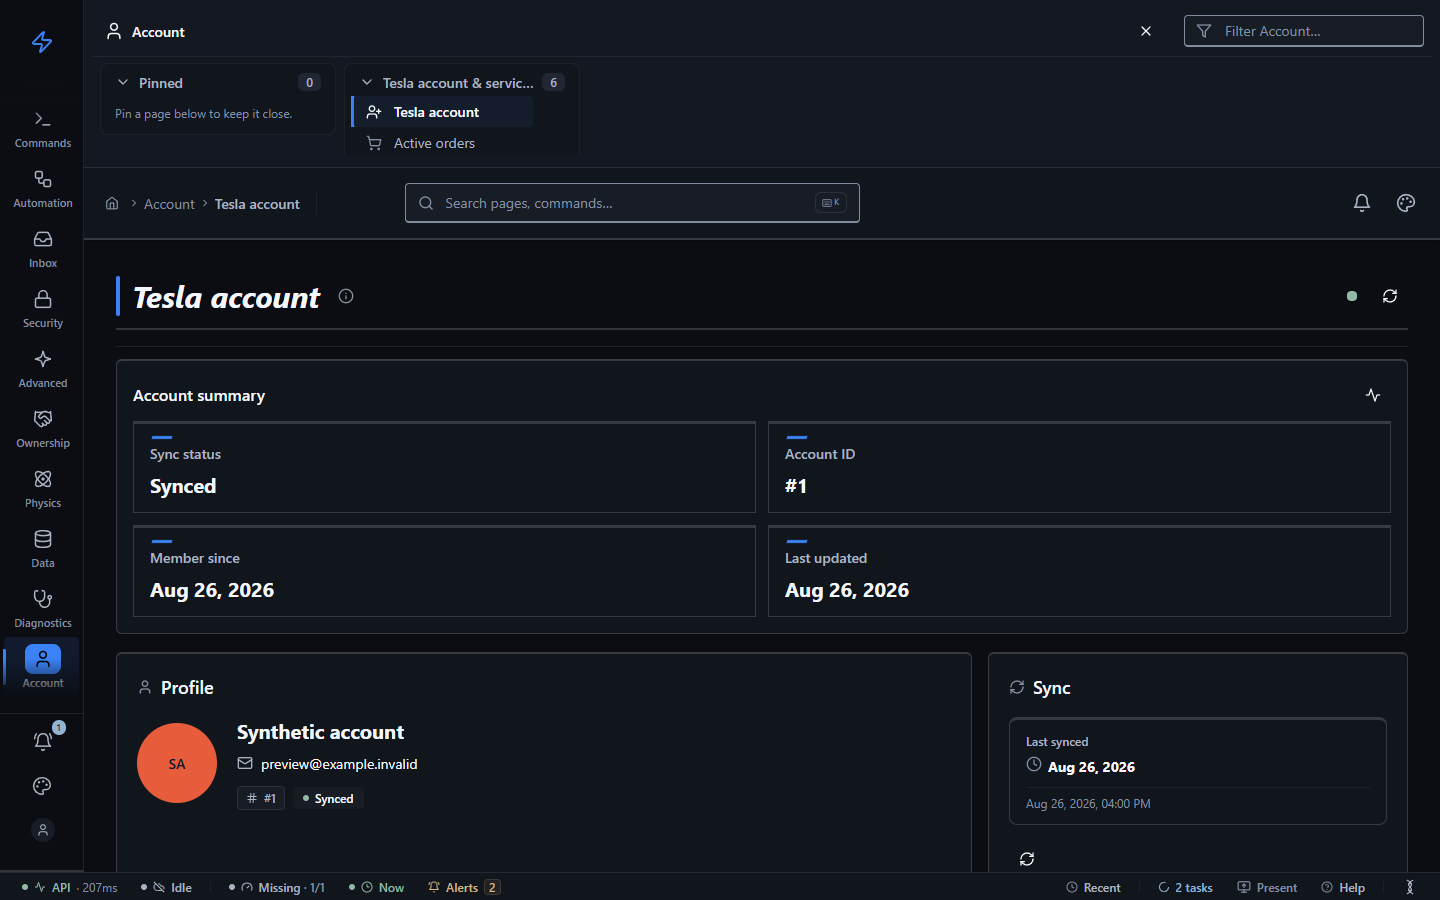 Account
Filter Account...
Pinned
0
Pin a page below to keep it close.
Tesla account & servic...
6
Tesla account
Active orders
Commands
Automation
Inbox
Security
Advanced
Ownership
Physics
Data
Diagnostics
Account
1
Account
Tesla account
Search pages, commands...
K
Tesla account
Account summary
Sync status
Synced
Account ID
#1
Member since
Aug 26, 2026
Last updated
Aug 26, 2026
Profile
SA
Synthetic account
preview@example.invalid
# #1
Synced
Sync
Last synced
Aug 26, 2026
Aug 26, 2026, 04:00 PM
API · 207ms
Idle
Missing · 1/1
Now
Alerts 2
Recent
2 tasks
Present
Help